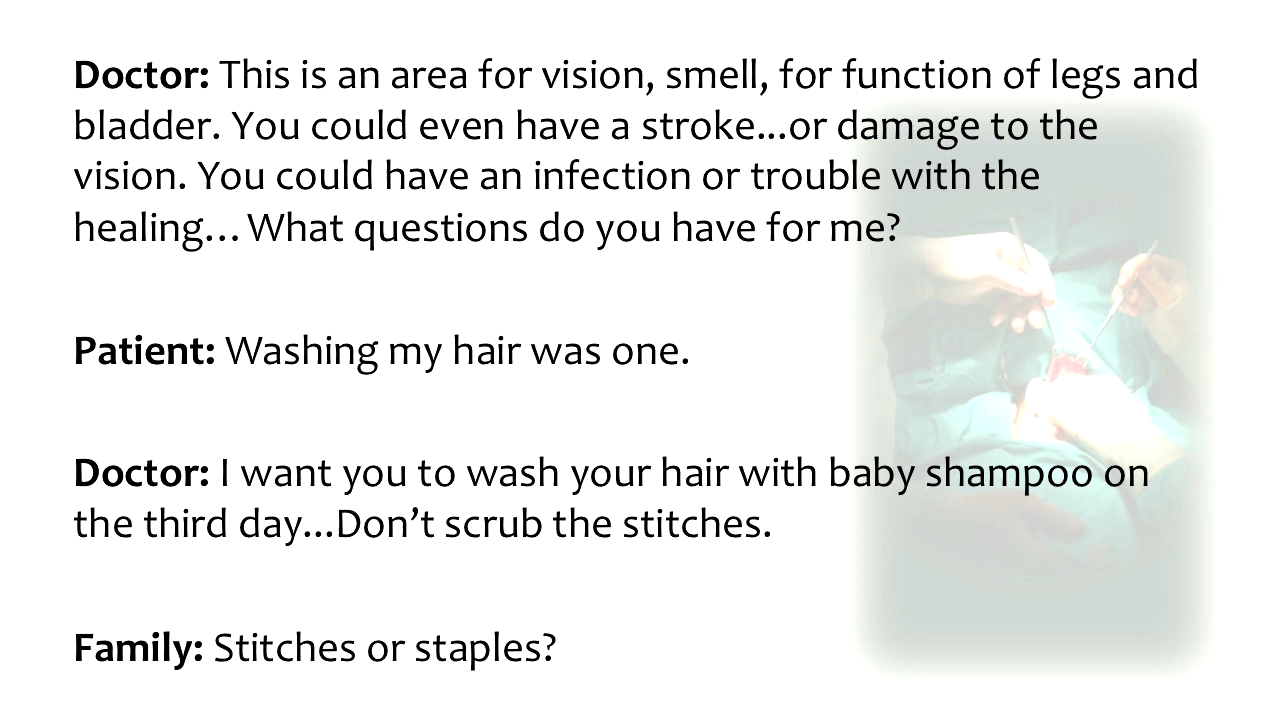 Doctor: This is an area for vision, smell, for function of legs and
bladder. You could even have a stroke...or damage to the
vision. You could have an infection or trouble with the
healing…What questions do you have for me?
Patient: Washing my hair was one.
Doctor: I want you to wash your hair with baby shampoo on
the third day...Don’t scrub the stitches.
Family: Stitches or staples?